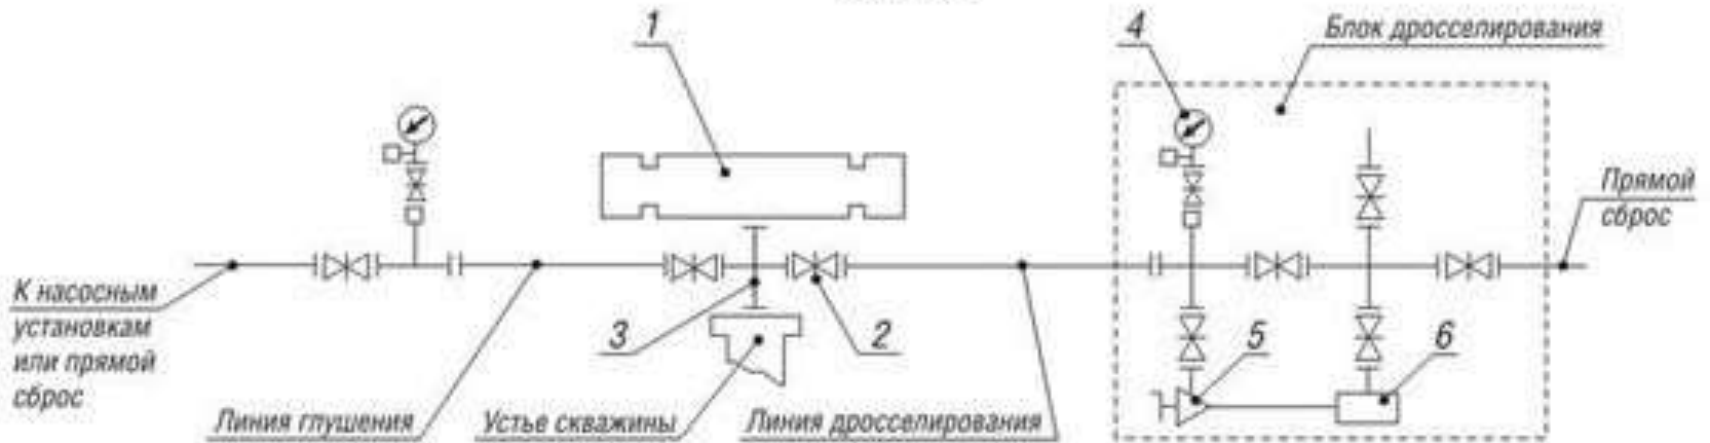 1
4
Блок дросселирования
Прямой
сброс
К насосным
установкам
или прямой
сброс
3
2
5
6
Линия глушения
Устье скважины
Линия дросселирования